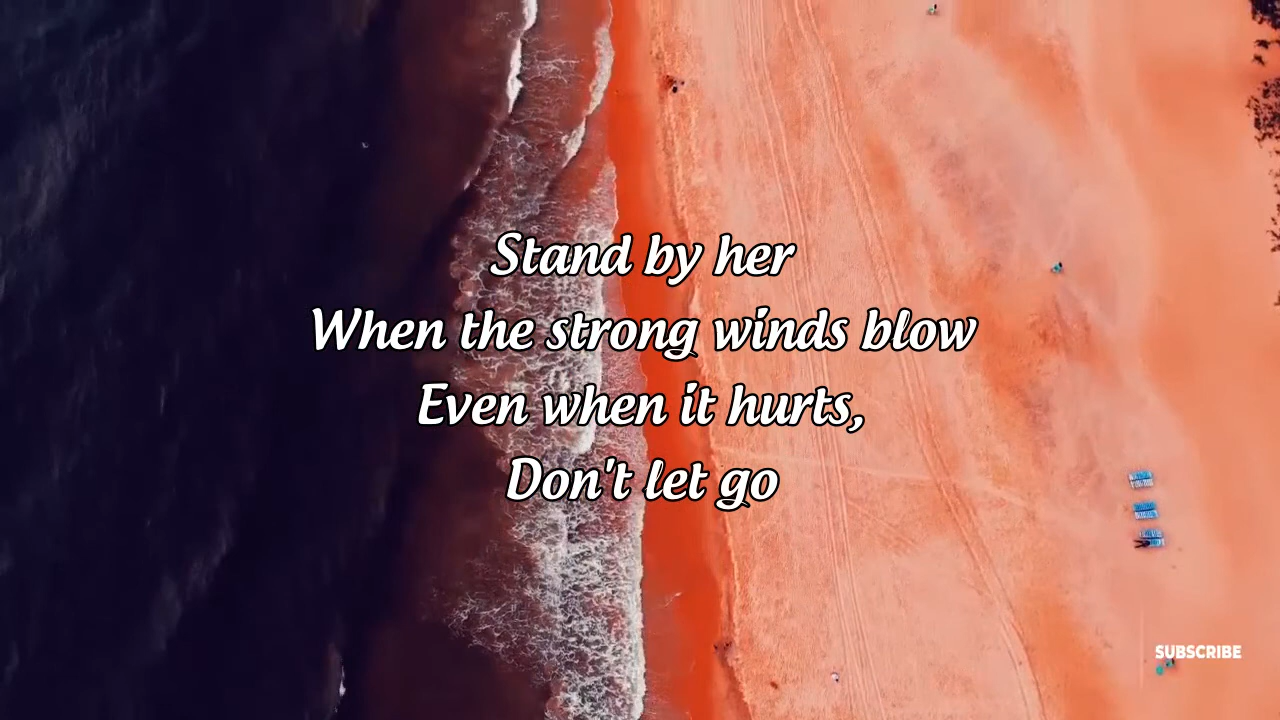 Stand by her
When the strong winds blow
Even when it hurts,
Don't let go
SUBSCRIBE